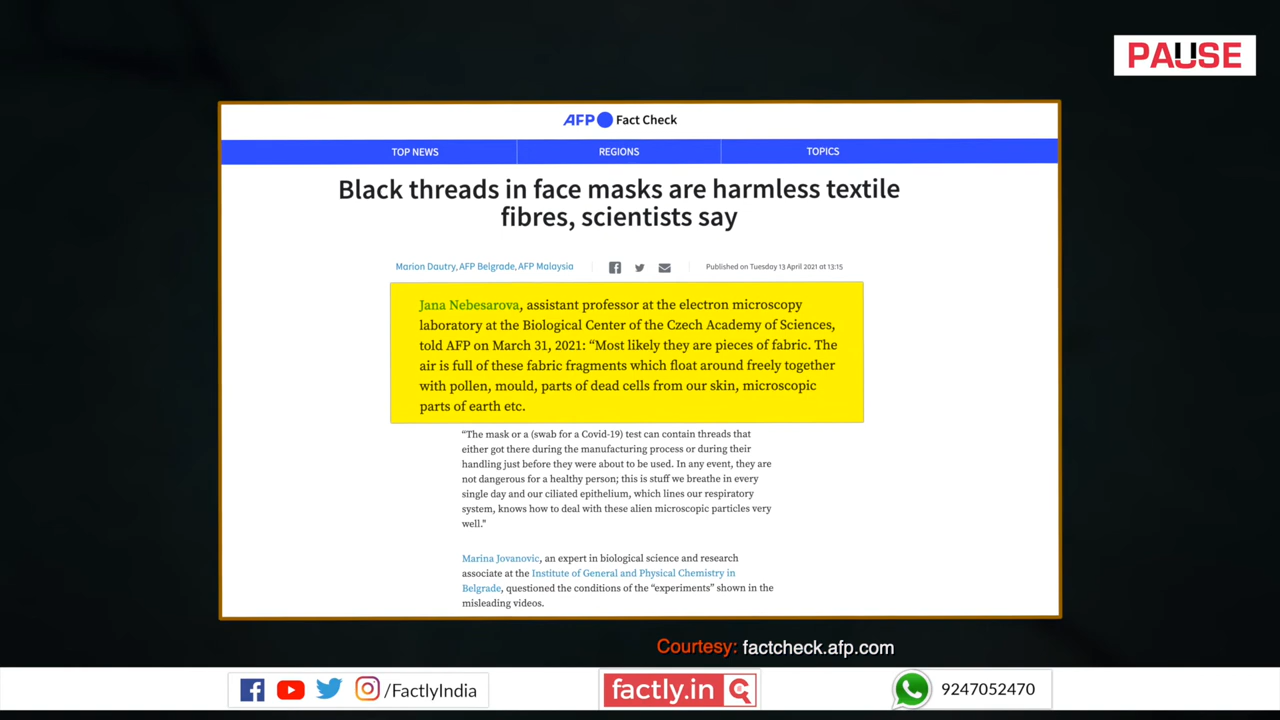 PAUSE
AFP Fact Check
TOP NEWS
REGIONS
TOPICS
Black threads in face masks are harmless textile
fibres, scientists say
Marion Dautry, AFP Belgrade, AFP Malaysia
Published on Tuesday 13 April 2021 at 13:15
Jana Nebesarova, assistant professor at the electron microscopy
laboratory at the Biological Center of the Czech Academy of Sciences,
told AFP on March 31, 2021: “Most likely they are pieces of fabric. The
air is full of these fabric fragments which float around freely together
with pollen, mould, parts of dead cells from our skin, microscopic
parts of earth etc.
“The mask or a (swab for a Covid-19) test can contain threads that
either got there during the manufacturing process or during their
handling just before they were about to be used. In any event, they are
not dangerous for a healthy person; this is stuff we breathe in every
single day and our ciliated epithelium, which lines our respiratory
system, knows how to deal with these alien microscopic particles very
well.”
Marina Jovanovic, an expert in biological science and research
associate at the Institute of General and Physical Chemistry in
Belgrade, questioned the conditions of the “experiments” shown in the
misleading videos.
Courtesy: factcheck.afp.com
/FactlyIndia
factly.in
9247052470